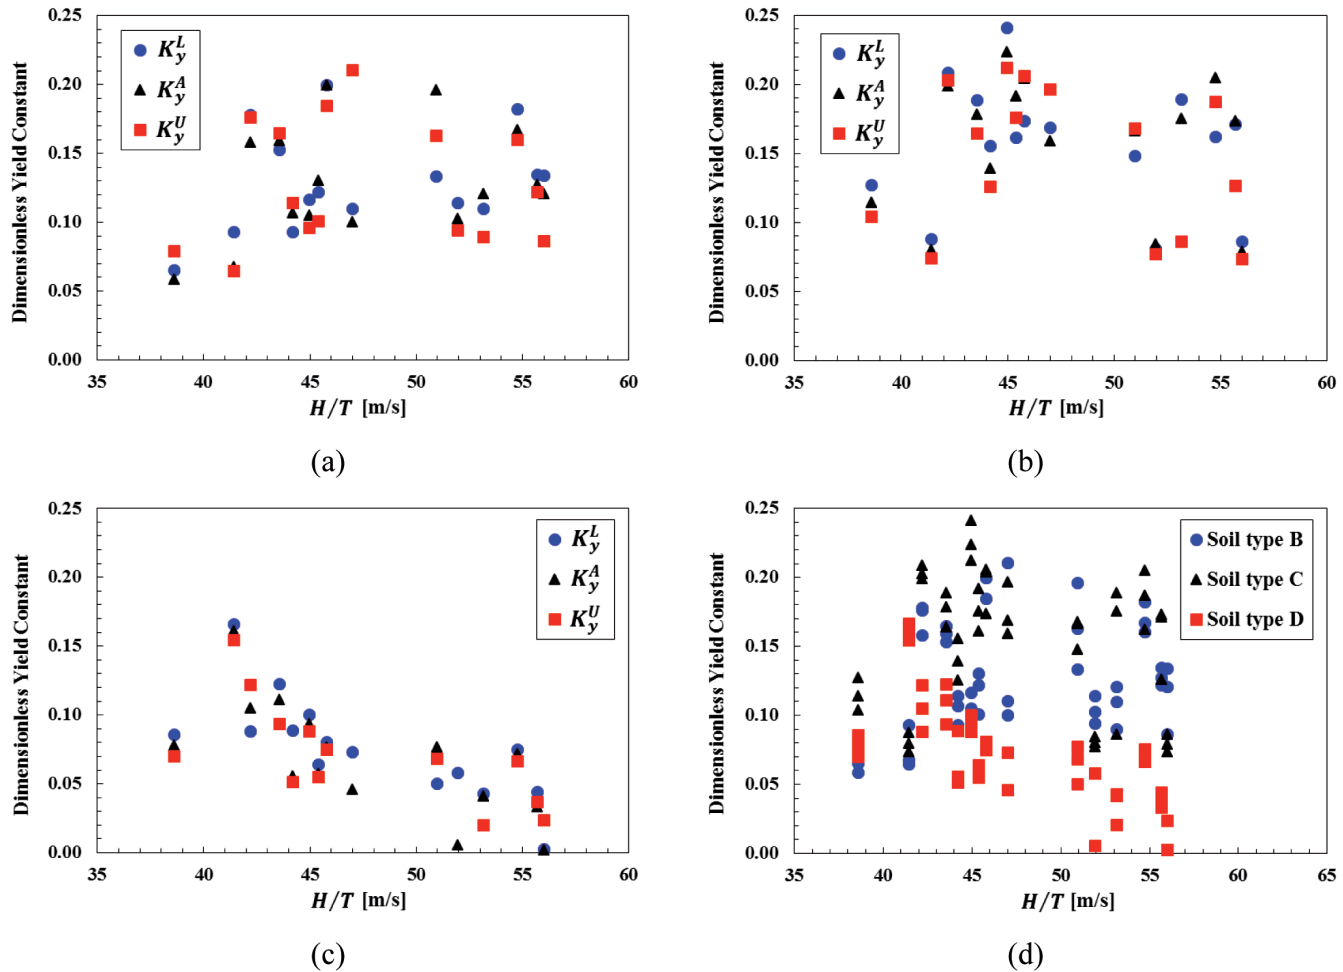 0.25
0.20
0.15
0.10
0.05
0.00
Dimensionless Yield Constant
K_y^L
K_y^A
K_y^U
35 40 45 50 55 60
H/T [m/s]
(a)
0.25
0.20
0.15
0.10
0.05
0.00
Dimensionless Yield Constant
K_y^L
K_y^A
K_y^U
35 40 45 50 55 60
H/T [m/s]
(b)
0.25
0.20
0.15
0.10
0.05
0.00
Dimensionless Yield Constant
K_y^L
K_y^A
K_y^U
35 40 45 50 55 60
H/T [m/s]
(c)
0.25
0.20
0.15
0.10
0.05
0.00
Dimensionless Yield Constant
Soil type B
Soil type C
Soil type D
35 40 45 50 55 60 65
H/T [m/s]
(d)